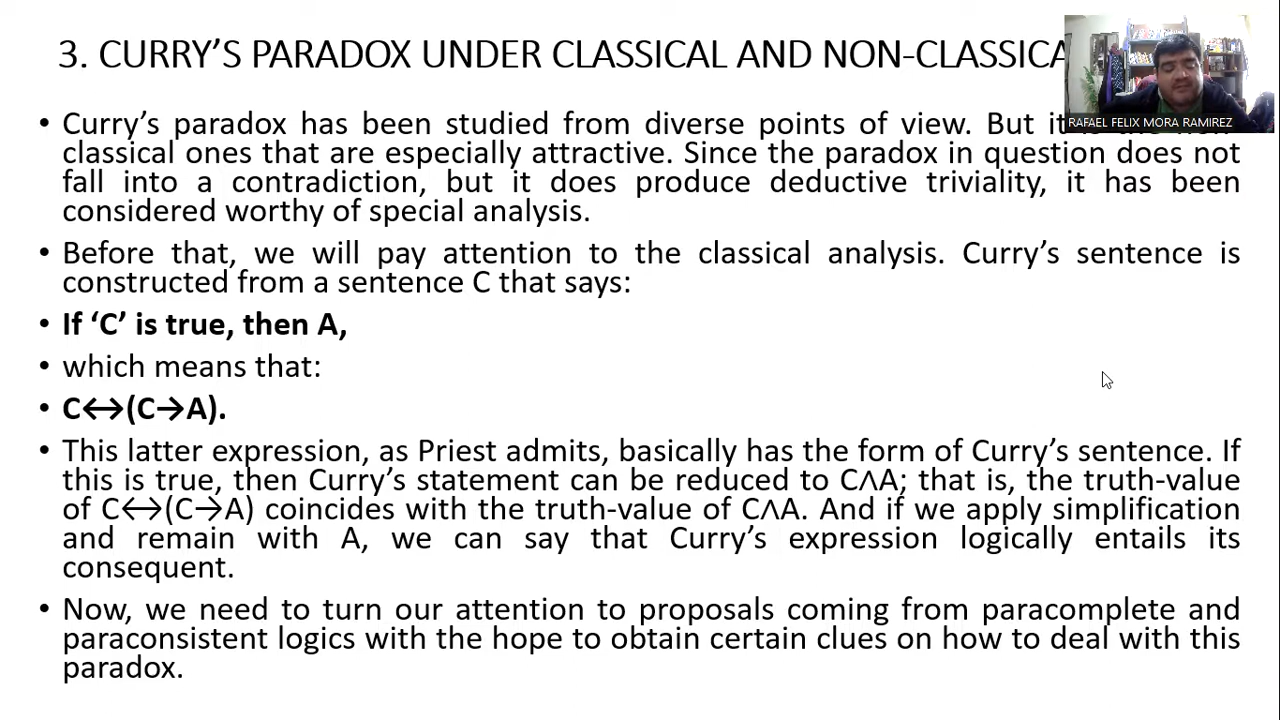 3. CURRY’S PARADOX UNDER CLASSICAL AND NON-CLASSICA
RAFAEL FELIX MORA RAMIREZ
• Curry’s paradox has been studied from diverse points of view. But it
classical ones that are especially attractive. Since the paradox in question does not
fall into a contradiction, but it does produce deductive triviality, it has been
considered worthy of special analysis.
• Before that, we will pay attention to the classical analysis. Curry’s sentence is
constructed from a sentence C that says:
• If ‘C’ is true, then A,
• which means that:
• C↔(C→A).
• This latter expression, as Priest admits, basically has the form of Curry’s sentence. If
this is true, then Curry’s statement can be reduced to C∧A; that is, the truth-value
of C↔(C→A) coincides with the truth-value of C∧A. And if we apply simplification
and remain with A, we can say that Curry’s expression logically entails its
consequent.
• Now, we need to turn our attention to proposals coming from paracomplete and
paraconsistent logics with the hope to obtain certain clues on how to deal with this
paradox.